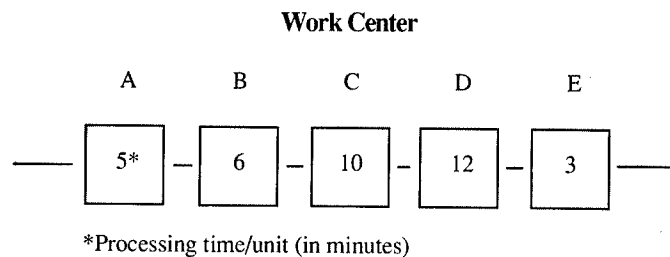 Work Center
A B C D E
5* 6 10 12 3
*Processing time/unit (in minutes)